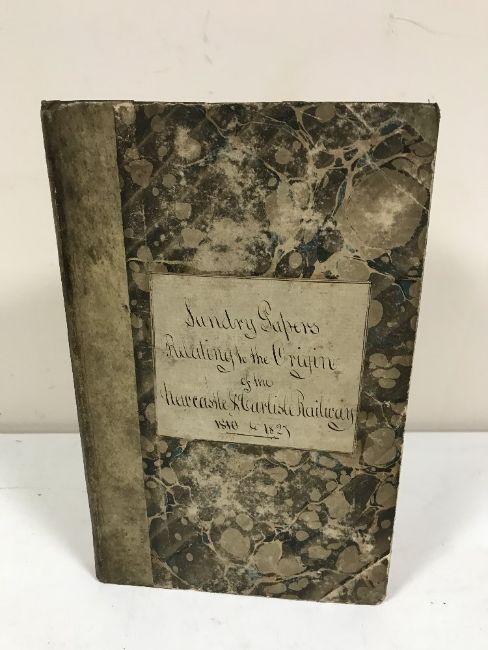 Sundry Papers
Relating to the Origin
of the
Newcastle & Carlisle Railway
1810 to 1827